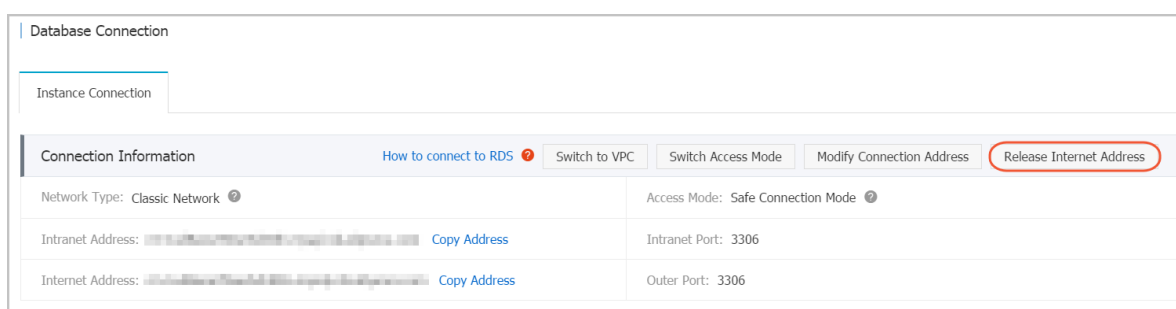 Database Connection
Instance Connection
Connection Information How to connect to RDS ? Switch to VPC Switch Access Mode Modify Connection Address Release Internet Address
Network Type: Classic Network ? Access Mode: Safe Connection Mode ?
Intranet Address: Copy Address Intranet Port: 3306
Internet Address: Copy Address Outer Port: 3306